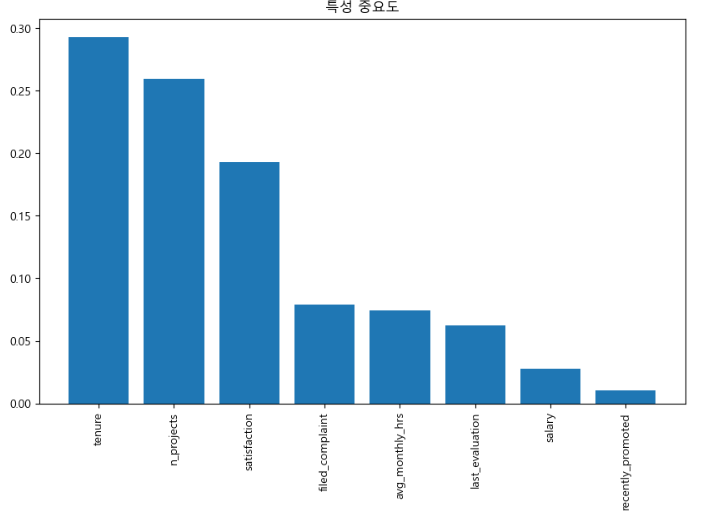 특성 중요도
0.30
0.25
0.20
0.15
0.10
0.05
0.00
tenure
n_projects
satisfaction
filed_complaint
avg_monthly_hrs
last_evaluation
salary
recently_promoted